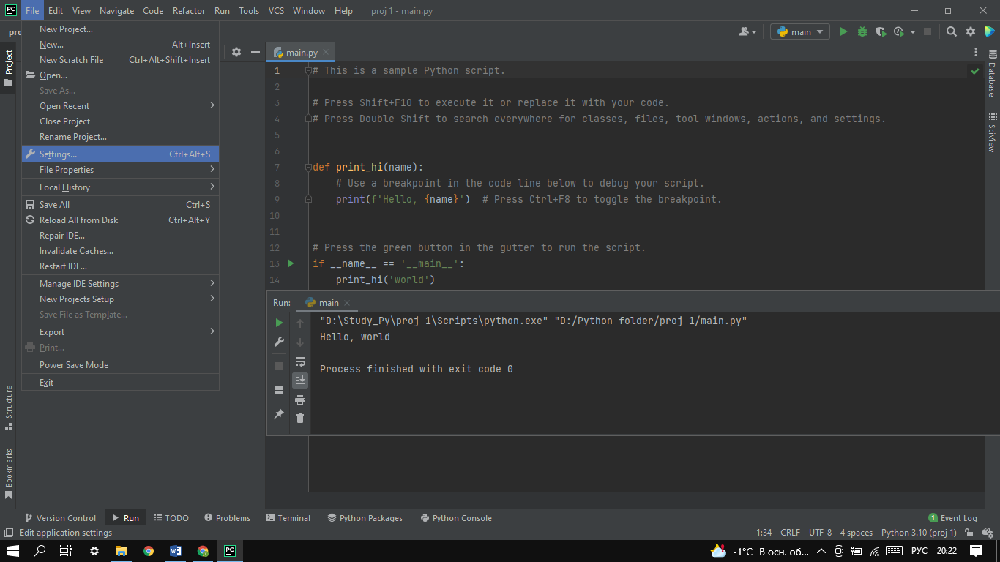 PC File Edit View Navigate Code Refactor Run Tools VCS Window Help proj 1 - main.py
main
New Project...
New... Alt+Insert
New Scratch File Ctrl+Alt+Shift+Insert
Open...
Save As...
Open Recent
Close Project
Rename Project...
Settings... Ctrl+Alt+S
File Properties
Local History
Save All Ctrl+S
Reload All from Disk Ctrl+Alt+Y
Repair IDE...
Invalidate Caches...
Restart IDE...
Manage IDE Settings
New Projects Setup
Save File as Template...
Export
Print...
Power Save Mode
Exit
Project
Structure
Bookmarks
main.py
1 # This is a sample Python script.
2
3 # Press Shift+F10 to execute it or replace it with your code.
4 # Press Double Shift to search everywhere for classes, files, tool windows, actions, and settings.
5
6
7 def print_hi(name):
8 # Use a breakpoint in the code line below to debug your script.
9 print(f'Hello, {name}') # Press Ctrl+F8 to toggle the breakpoint.
10
11
12 # Press the green button in the gutter to run the script.
13 if __name__ == '__main__':
14 print_hi('world')
Database
SciView
Run: main
"D:\Study_Py\proj 1\Scripts\python.exe" "D:/Python folder/proj 1/main.py"
Hello, world
Process finished with exit code 0
Version Control Run TODO Problems Terminal Python Packages Python Console 1 Event Log
Edit application settings 1:34 CRLF UTF-8 4 spaces Python 3.10 (proj 1)
PC -1°C В осн. об... РУС 20:22